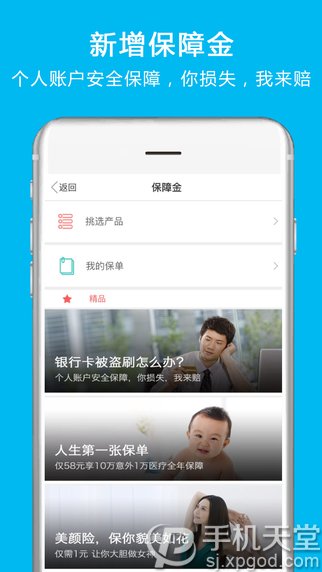 新增保障金
个人账户安全保障，你损失，我来赔
返回
保障金
挑选产品
我的保单
精品
银行卡被盗刷怎么办?
个人账户安全保障，你损失，我来赔
人生第一张保单
仅58元享10万意外1万医疗全年保障
美颜险，保你貌美如花
仅需1元 让你大胆做女神
手机天堂
sj.xpgod.com